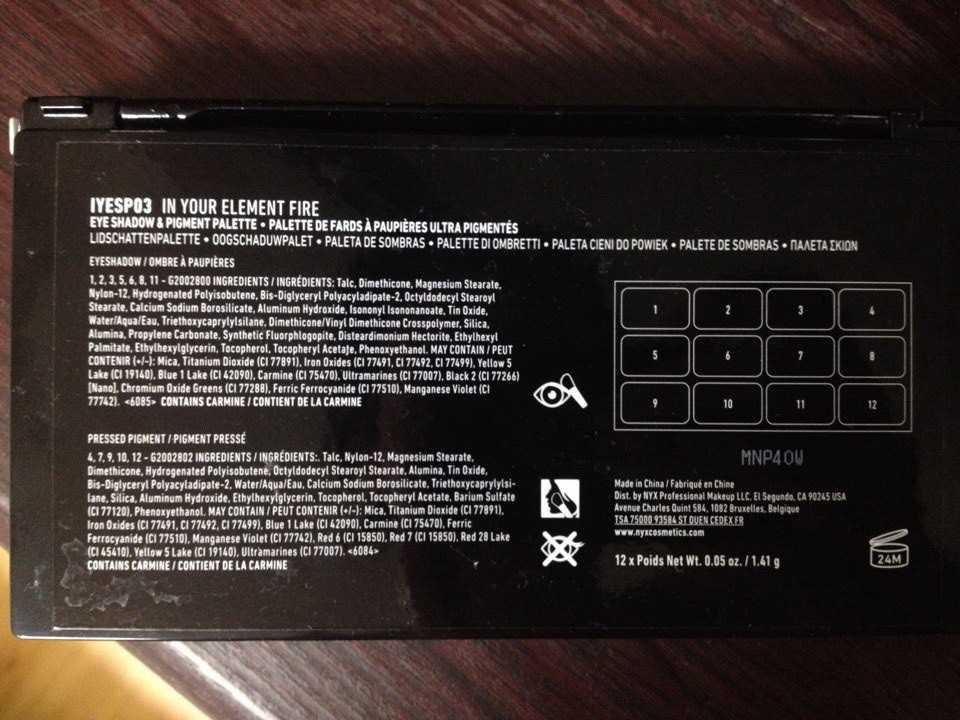 IYESP03 IN YOUR ELEMENT FIRE
EYE SHADOW & PIGMENT PALETTE • PALETTE DE FARDS À PAUPIÈRES ULTRA PIGMENTÉS
LIDSCHATTENPALETTE • OOGSCHADUWPALET • PALETA DE SOMBRAS • PALETTE DI OMBRETTI • PALETA CIENI DO POWIEK • PALETE DE SOMBRAS • ΠΑΛΕΤΑ ΣΚΙΩΝ
EYESHADOW / OMBRE À PAUPIÈRES
1, 2, 3, 5, 6, 8, 11 - G2002800 INGREDIENTS / INGRÉDIENTS: Talc, Dimethicone, Magnesium Stearate,
Nylon-12, Hydrogenated Polyisobutene, Bis-Diglyceryl Polyacyladipate-2, Octyldodecyl Stearoyl
Stearate, Calcium Sodium Borosilicate, Aluminum Hydroxide, Isononyl Isononanoate, Tin Oxide,
Water/Aqua/Eau, Triethoxycaprylylsilane, Dimethicone/Vinyl Dimethicone Crosspolymer, Silica,
Alumina, Propylene Carbonate, Synthetic Fluorphlogopite, Disteardimonium Hectorite, Ethylhexyl
Palmitate, Ethylhexylglycerin, Tocopherol, Tocopheryl Acetate, Phenoxyethanol. MAY CONTAIN / PEUT
CONTENIR (+/-): Mica, Titanium Dioxide (CI 77891), Iron Oxides (CI 77491, CI 77492, CI 77499), Yellow 5
Lake (CI 19140), Blue 1 Lake (CI 42090), Carmine (CI 75470), Ultramarines (CI 77007), Black 2 (CI 77266)
[Nano], Chromium Oxide Greens (CI 77288), Ferric Ferrocyanide (CI 77510), Manganese Violet (CI
77742). <6085> CONTAINS CARMINE / CONTIENT DE LA CARMINE
PRESSED PIGMENT / PIGMENT PRESSÉ
4, 7, 9, 10, 12 - G2002802 INGREDIENTS / INGRÉDIENTS:. Talc, Nylon-12, Magnesium Stearate,
Dimethicone, Hydrogenated Polyisobutene, Octyldodecyl Stearoyl Stearate, Alumina, Tin Oxide,
Bis-Diglyceryl Polyacyladipate-2, Water/Aqua/Eau, Calcium Sodium Borosilicate, Triethoxycaprylylsi-
lane, Silica, Aluminum Hydroxide, Ethylhexylglycerin, Tocopherol, Tocopheryl Acetate, Barium Sulfate
(CI 77120), Phenoxyethanol. MAY CONTAIN / PEUT CONTENIR (+/-): Mica, Titanium Dioxide (CI 77891),
Iron Oxides (CI 77491, CI 77492, CI 77499), Blue 1 Lake (CI 42090), Carmine (CI 75470), Ferric
Ferrocyanide (CI 77510), Manganese Violet (CI 77742), Red 6 (CI 15850), Red 7 (CI 15850), Red 28 Lake
(CI 45410), Yellow 5 Lake (CI 19140), Ultramarines (CI 77007). <6084>
CONTAINS CARMINE / CONTIENT DE LA CARMINE
1 2 3 4
5 6 7 8
9 10 11 12
MNP40W
Made in China / Fabriqué en Chine
Dist. by NYX Professional Makeup LLC, El Segundo, CA 90245 USA
Avenue Charles Quint 584, 1082 Bruxelles, Belgique
TSA 75000 93584 ST OUEN CEDEX.FR
www.nyxcosmetics.com
12 x Poids Net Wt. 0.05 oz. / 1.41 g
24M